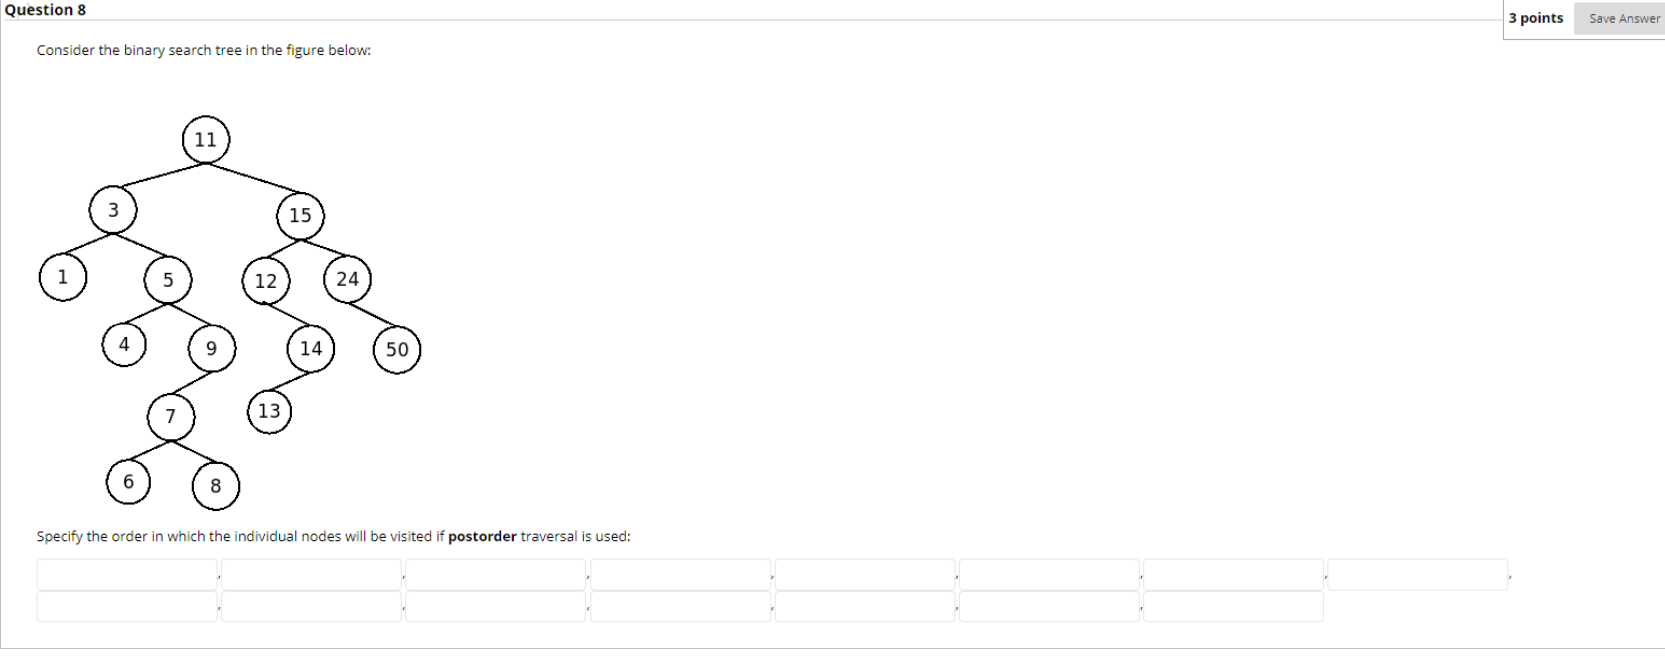 Question 8
3 points
Save Answer
Consider the binary search tree in the figure below:
11
3
15
1
5
12
24
4
9
14
50
7
13
6
8
Specify the order in which the individual nodes will be visited if postorder traversal is used:
, , , , , , , ,
, , , , , ,